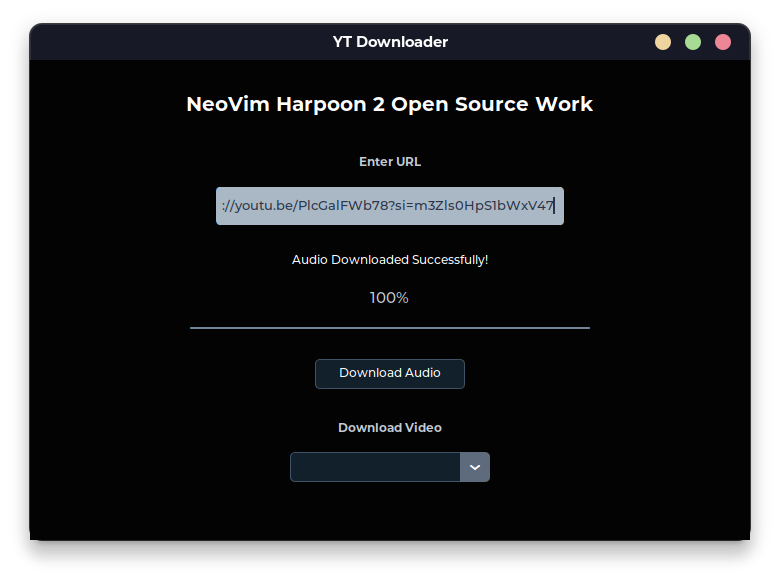 YT Downloader
NeoVim Harpoon 2 Open Source Work
Enter URL
://youtu.be/PlcGalFWb78?si=m3Zls0HpS1bWxV47
Audio Downloaded Successfully!
100%
Download Audio
Download Video